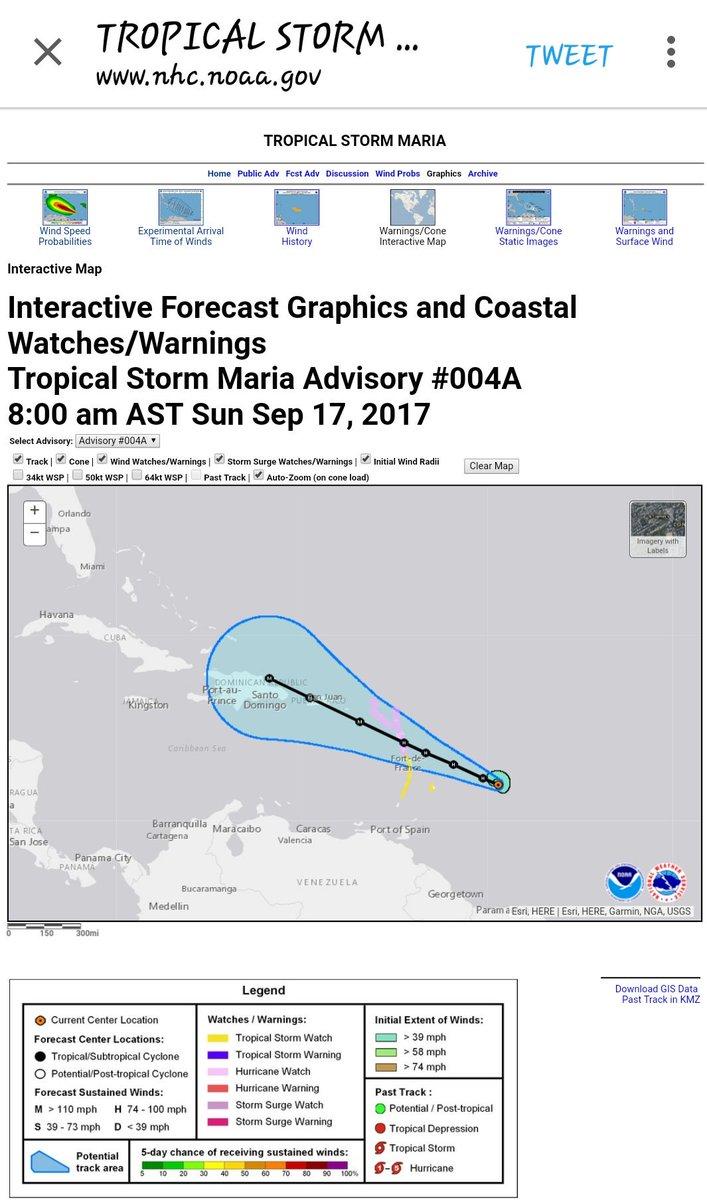 TROPICAL STORM ...
www.nhc.noaa.gov
TWEET
TROPICAL STORM MARIA
Home Public Adv Fcst Adv Discussion Wind Probs Graphics Archive
Wind Speed Probabilities
Experimental Arrival Time of Winds
Wind History
Warnings/Cone Interactive Map
Warnings/Cone Static Images
Warnings and Surface Wind
Interactive Map
Interactive Forecast Graphics and Coastal
Watches/Warnings
Tropical Storm Maria Advisory #004A
8:00 am AST Sun Sep 17, 2017
Select Advisory: Advisory #004A
Track | Cone | Wind Watches/Warnings | Storm Surge Watches/Warnings | Initial Wind Radii
34kt WSP | 50kt WSP | 64kt WSP | Past Track | Auto-Zoom (on cone load)
Clear Map
+
−
Orlando
ampa
Miami
Imagery with Labels
Havana
CUBA
DOMINICAN REPUBLIC
Port-au-Prince
Santo Domingo
San Juan
JAMAICA
Kingston
Caribbean Sea
Fort-de-France
RAGUA
a
TA RICA
San Jose
Barranquilla
Cartagena
Maracaibo
Caracas
Valencia
Port of Spain
Panama City
PANAMA
Bucaramanga
VENEZUELA
Medellin
Georgetown
NOAA
Esri, HERE | Esri, HERE, Garmin, NGA, USGS
0 150 300mi
Download GIS Data
Past Track in KMZ
Legend
Current Center Location
Forecast Center Locations:
Tropical/Subtropical Cyclone
Potential/Post-tropical Cyclone
Forecast Sustained Winds:
M > 110 mph H 74 - 100 mph
S 39 - 73 mph D < 39 mph
Potential track area
Watches / Warnings:
Tropical Storm Watch
Tropical Storm Warning
Hurricane Watch
Hurricane Warning
Storm Surge Watch
Storm Surge Warning
5-day chance of receiving sustained winds:
5 10 20 30 40 50 60 70 80 90 100%
Initial Extent of Winds:
> 39 mph
> 58 mph
> 74 mph
Past Track :
Potential / Post-tropical
Tropical Depression
Tropical Storm
Hurricane